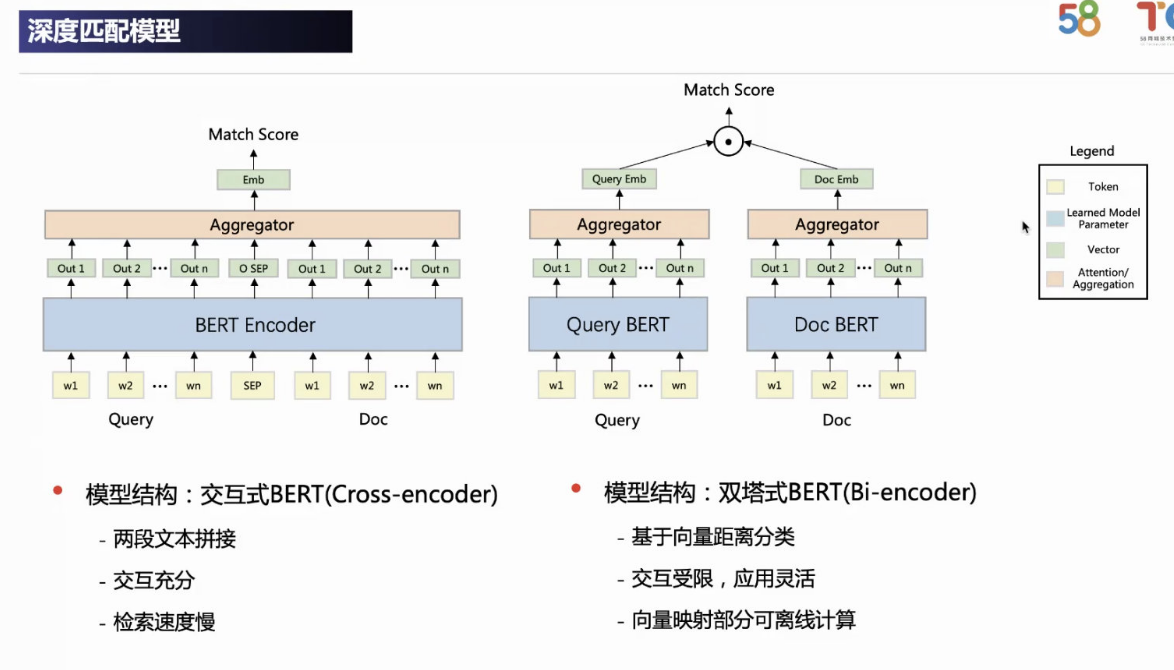 深度匹配模型
58
Match Score
Emb
Aggregator
Out 1 Out 2 ··· Out n O SEP Out 1 Out 2 ··· Out n
BERT Encoder
w1 w2 ··· wn SEP w1 w2 ··· wn
Query Doc
Match Score
Query Emb Doc Emb
Aggregator Aggregator
Out 1 Out 2 ··· Out n Out 1 Out 2 ··· Out n
Query BERT Doc BERT
w1 w2 ··· wn w1 w2 ··· wn
Query Doc
Legend
Token
Learned Model
Parameter
Vector
Attention/
Aggregation
• 模型结构：交互式BERT(Cross-encoder)
- 两段文本拼接
- 交互充分
- 检索速度慢
• 模型结构：双塔式BERT(Bi-encoder)
- 基于向量距离分类
- 交互受限，应用灵活
- 向量映射部分可离线计算